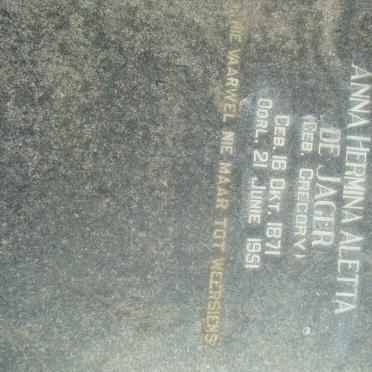 ANNA HERMINA ALETTA
DE JAGER
(GEB. GREGORY)
GEB. 16 OKT. 1871
OORL. 21 JUNIE 1951
NIE VAARWEL NIE MAAR TOT WEERSIENS.